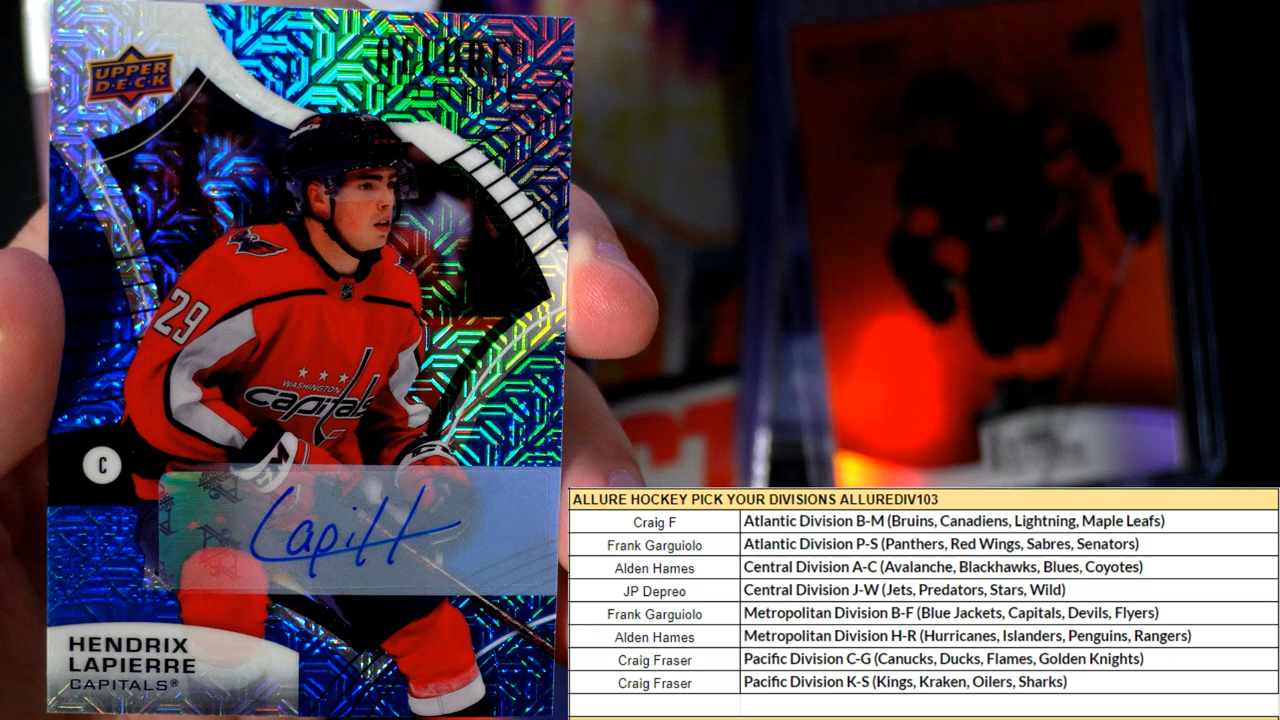 UPPER
D·E·C·K
ALLURE
29
WASHINGTON
capitals
C
HENDRIX
LAPIERRE
CAPITALS®
ALLURE HOCKEY PICK YOUR DIVISIONS ALLUREDIV103
Craig F Atlantic Division B-M (Bruins, Canadiens, Lightning, Maple Leafs)
Frank Garguiolo Atlantic Division P-S (Panthers, Red Wings, Sabres, Senators)
Alden Hames Central Division A-C (Avalanche, Blackhawks, Blues, Coyotes)
JP Depreo Central Division J-W (Jets, Predators, Stars, Wild)
Frank Garguiolo Metropolitan Division B-F (Blue Jackets, Capitals, Devils, Flyers)
Alden Hames Metropolitan Division H-R (Hurricanes, Islanders, Penguins, Rangers)
Craig Fraser Pacific Division C-G (Canucks, Ducks, Flames, Golden Knights)
Craig Fraser Pacific Division K-S (Kings, Kraken, Oilers, Sharks)